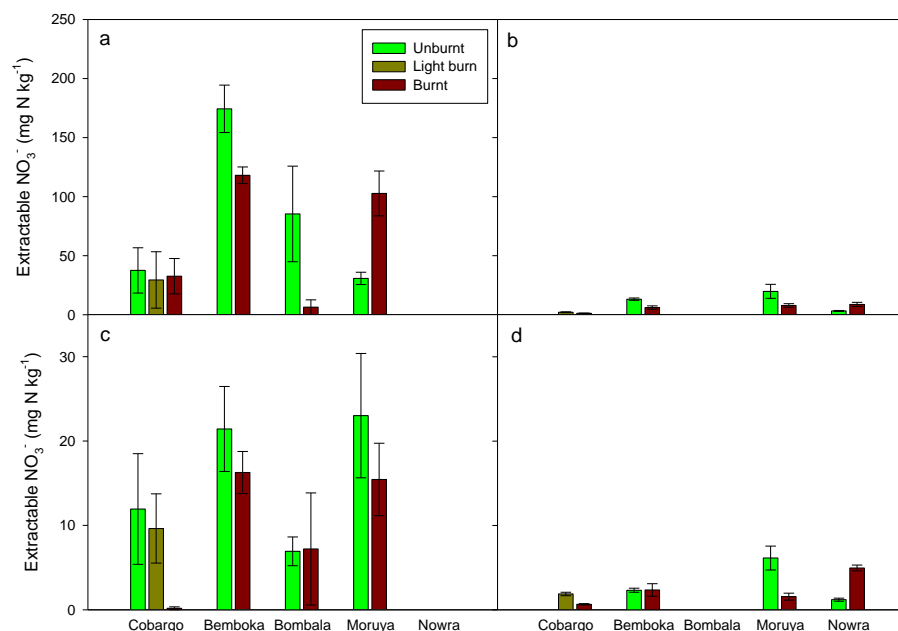 a
b
Unburnt
Light burn
Burnt
Extractable NO₃⁻ (mg N kg⁻¹)
250
200
150
100
50
0
c
d
Extractable NO₃⁻ (mg N kg⁻¹)
30
20
10
0
Cobargo Bemboka Bombala Moruya Nowra
Cobargo Bemboka Bombala Moruya Nowra